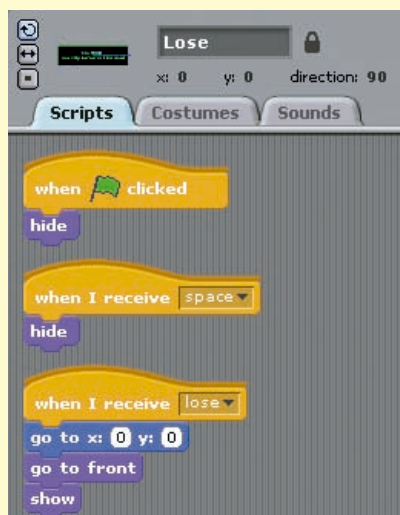 Lose
x: 0 y: 0 direction: 90
Scripts Costumes Sounds
when clicked
hide
when I receive space
hide
when I receive lose
go to x: 0 y: 0
go to front
show